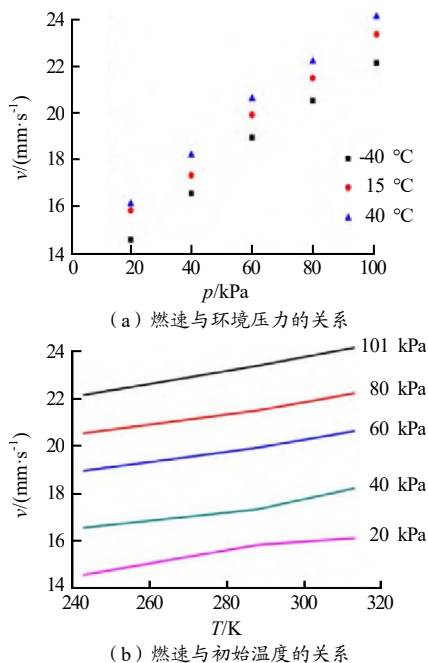 24
22
20
18
16
14
v/(mm·s⁻¹)
-40 ℃
15 ℃
40 ℃
0 20 40 60 80 100
p/kPa
(a)燃速与环境压力的关系
24
22
20
18
16
14
v/(mm·s⁻¹)
101 kPa
80 kPa
60 kPa
40 kPa
20 kPa
240 260 280 300 320
T/K
(b)燃速与初始温度的关系